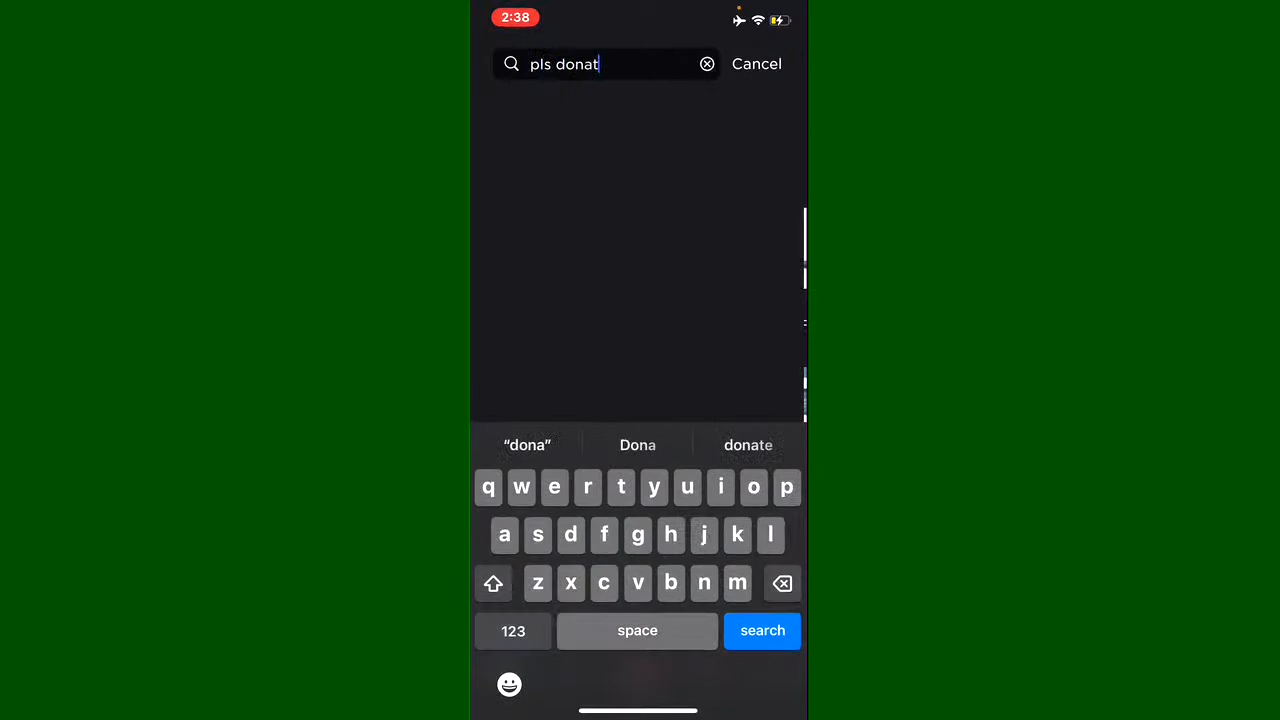 2:38
pls donat
Cancel
“dona” Dona donate
q w e r t y u i o p
a s d f g h j k l
z x c v b n m
123 space search